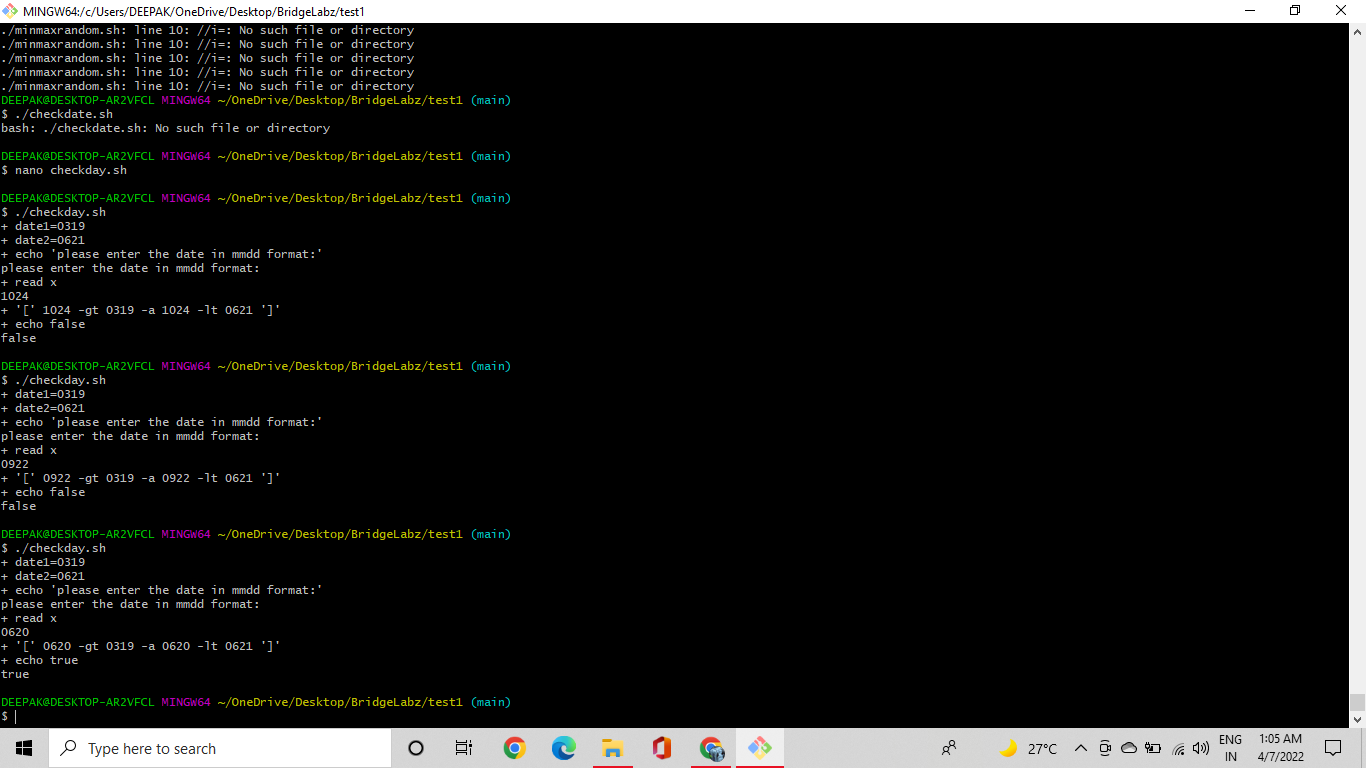 MINGW64:/c/Users/DEEPAK/OneDrive/Desktop/BridgeLabz/test1
./minmaxrandom.sh: line 10: //i=: No such file or directory
./minmaxrandom.sh: line 10: //i=: No such file or directory
./minmaxrandom.sh: line 10: //i=: No such file or directory
./minmaxrandom.sh: line 10: //i=: No such file or directory
./minmaxrandom.sh: line 10: //i=: No such file or directory
DEEPAK@DESKTOP-AR2VFCL MINGW64 ~/OneDrive/Desktop/BridgeLabz/test1 (main)
$ ./checkdate.sh
bash: ./checkdate.sh: No such file or directory
DEEPAK@DESKTOP-AR2VFCL MINGW64 ~/OneDrive/Desktop/BridgeLabz/test1 (main)
$ nano checkday.sh
DEEPAK@DESKTOP-AR2VFCL MINGW64 ~/OneDrive/Desktop/BridgeLabz/test1 (main)
$ ./checkday.sh
+ date1=0319
+ date2=0621
+ echo 'please enter the date in mmdd format:'
please enter the date in mmdd format:
+ read x
1024
+ '[' 1024 -gt 0319 -a 1024 -lt 0621 ']'
+ echo false
false
DEEPAK@DESKTOP-AR2VFCL MINGW64 ~/OneDrive/Desktop/BridgeLabz/test1 (main)
$ ./checkday.sh
+ date1=0319
+ date2=0621
+ echo 'please enter the date in mmdd format:'
please enter the date in mmdd format:
+ read x
0922
+ '[' 0922 -gt 0319 -a 0922 -lt 0621 ']'
+ echo false
false
DEEPAK@DESKTOP-AR2VFCL MINGW64 ~/OneDrive/Desktop/BridgeLabz/test1 (main)
$ ./checkday.sh
+ date1=0319
+ date2=0621
+ echo 'please enter the date in mmdd format:'
please enter the date in mmdd format:
+ read x
0620
+ '[' 0620 -gt 0319 -a 0620 -lt 0621 ']'
+ echo true
true
DEEPAK@DESKTOP-AR2VFCL MINGW64 ~/OneDrive/Desktop/BridgeLabz/test1 (main)
$
Type here to search
27°C
ENG
IN
1:05 AM
4/7/2022